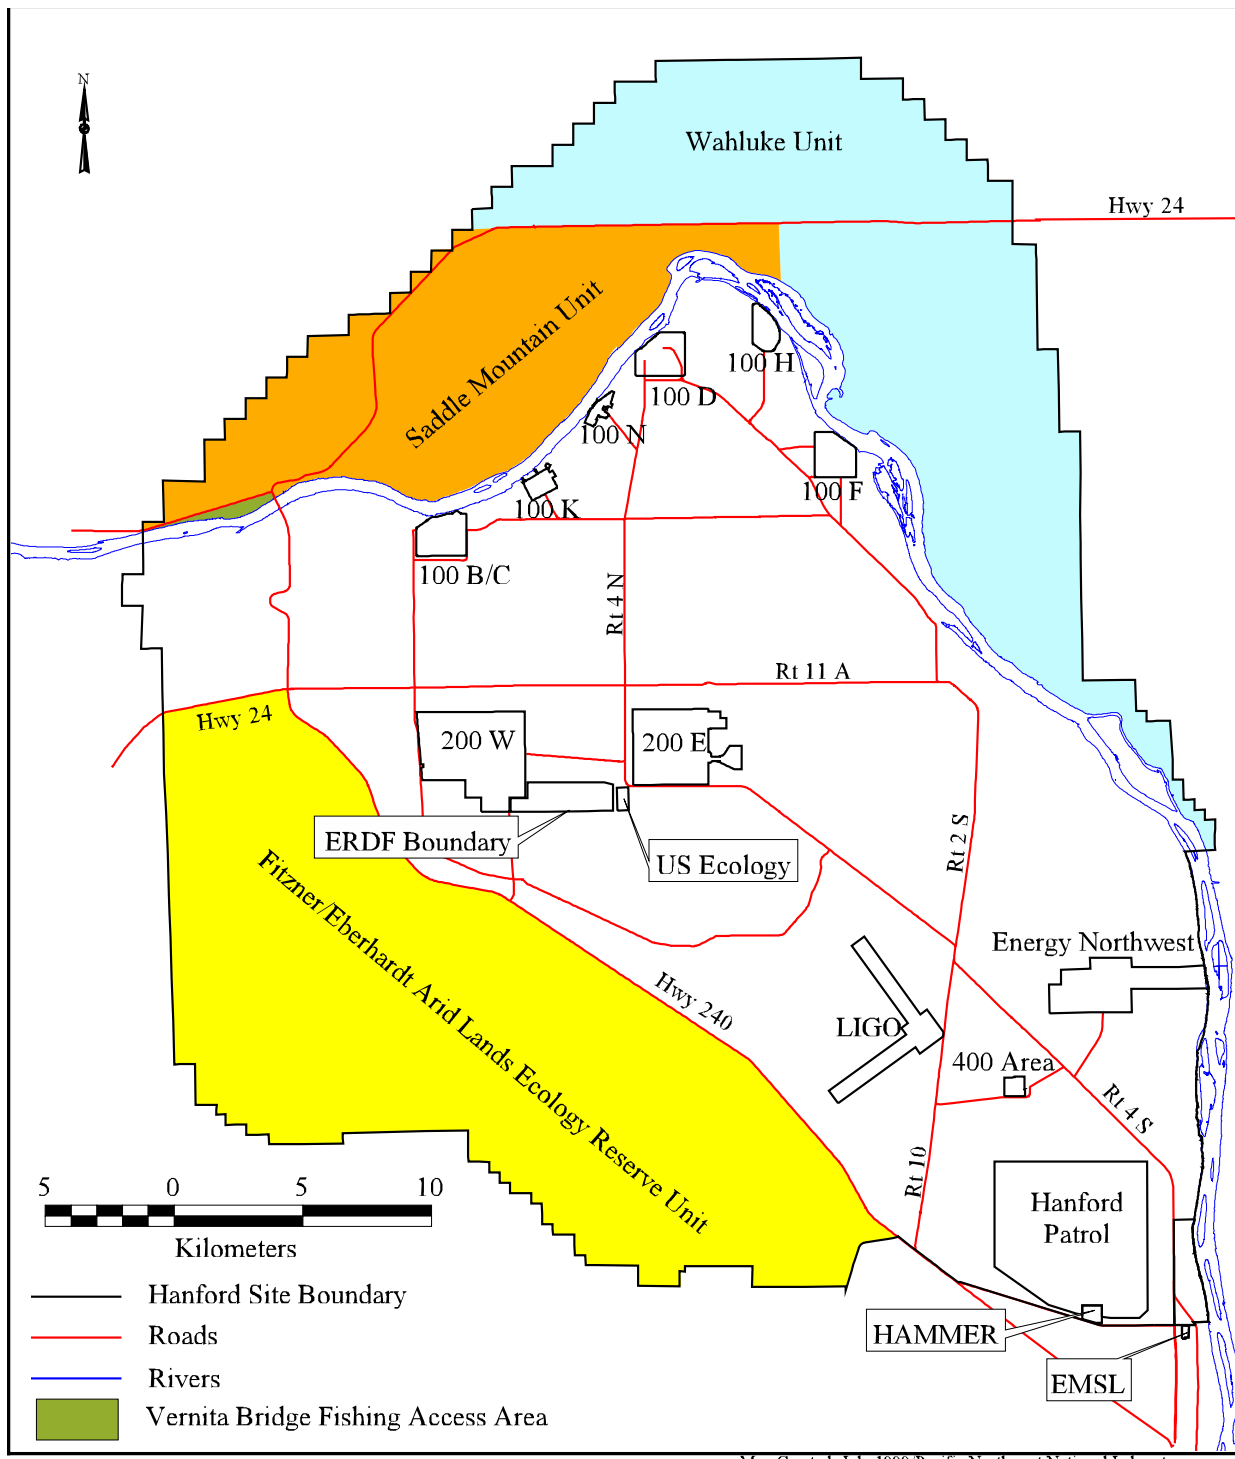 N
Wahluke Unit
Hwy 24
Saddle Mountain Unit
100 H
100 D
100 N
100 F
100 K
100 B/C
Rt 4 N
Rt 11 A
Hwy 24
200 W
200 E
ERDF Boundary
US Ecology
Rt 2 S
Fitzner/Eberhardt Arid Lands Ecology Reserve Unit
Energy Northwest
Hwy 240
LIGO
400 Area
Rt 4 S
Rt 10
Hanford
Patrol
5 0 5 10
Kilometers
Hanford Site Boundary
Roads
Rivers
Vernita Bridge Fishing Access Area
HAMMER
EMSL